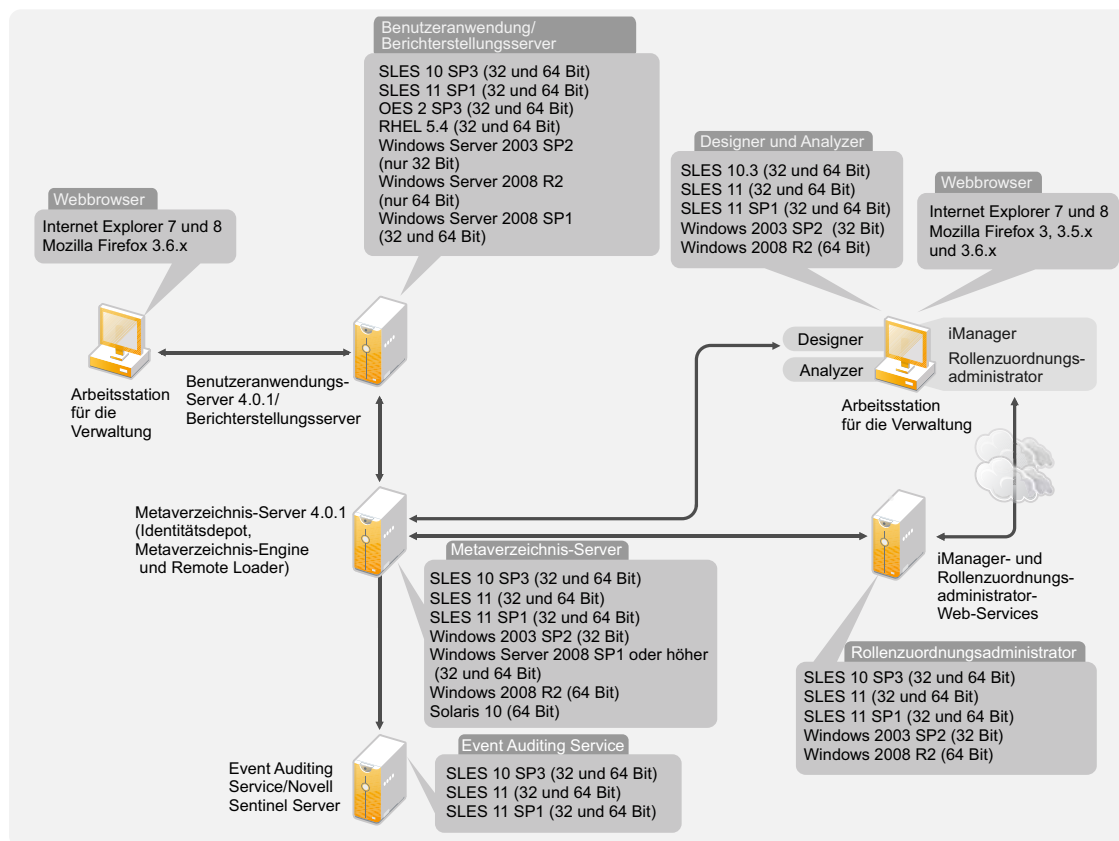 Benutzeranwendung/
Berichterstellungsserver
SLES 10 SP3 (32 und 64 Bit)
SLES 11 SP1 (32 und 64 Bit)
OES 2 SP3 (32 und 64 Bit)
RHEL 5.4 (32 und 64 Bit)
Windows Server 2003 SP2
(nur 32 Bit)
Windows Server 2008 R2
(nur 64 Bit)
Windows Server 2008 SP1
(32 und 64 Bit)
Designer und Analyzer
SLES 10.3 (32 und 64 Bit)
SLES 11 (32 und 64 Bit)
SLES 11 SP1 (32 und 64 Bit)
Windows 2003 SP2 (32 Bit)
Windows 2008 R2 (64 Bit)
Webbrowser
Internet Explorer 7 und 8
Mozilla Firefox 3.6.x
Webbrowser
Internet Explorer 7 und 8
Mozilla Firefox 3, 3.5.x
und 3.6.x
Arbeitsstation
für die
Verwaltung
Benutzeranwendungs-
Server 4.0.1/
Berichterstellungsserver
Designer
Analyzer
iManager
Rollenzuordnungs-
administrator
Arbeitsstation
für die Verwaltung
Metaverzeichnis-Server 4.0.1
(Identitätsdepot,
Metaverzeichnis-Engine
und Remote Loader)
Metaverzeichnis-Server
SLES 10 SP3 (32 und 64 Bit)
SLES 11 (32 und 64 Bit)
SLES 11 SP1 (32 und 64 Bit)
Windows 2003 SP2 (32 Bit)
Windows Server 2008 SP1 oder höher
(32 und 64 Bit)
Windows 2008 R2 (64 Bit)
Solaris 10 (64 Bit)
iManager- und
Rollenzuordnungs-
administrator-
Web-Services
Rollenzuordnungsadministrator
SLES 10 SP3 (32 und 64 Bit)
SLES 11 (32 und 64 Bit)
SLES 11 SP1 (32 und 64 Bit)
Windows 2003 SP2 (32 Bit)
Windows 2008 R2 (64 Bit)
Event Auditing
Service/Novell
Sentinel Server
Event Auditing Service
SLES 10 SP3 (32 und 64 Bit)
SLES 11 (32 und 64 Bit)
SLES 11 SP1 (32 und 64 Bit)